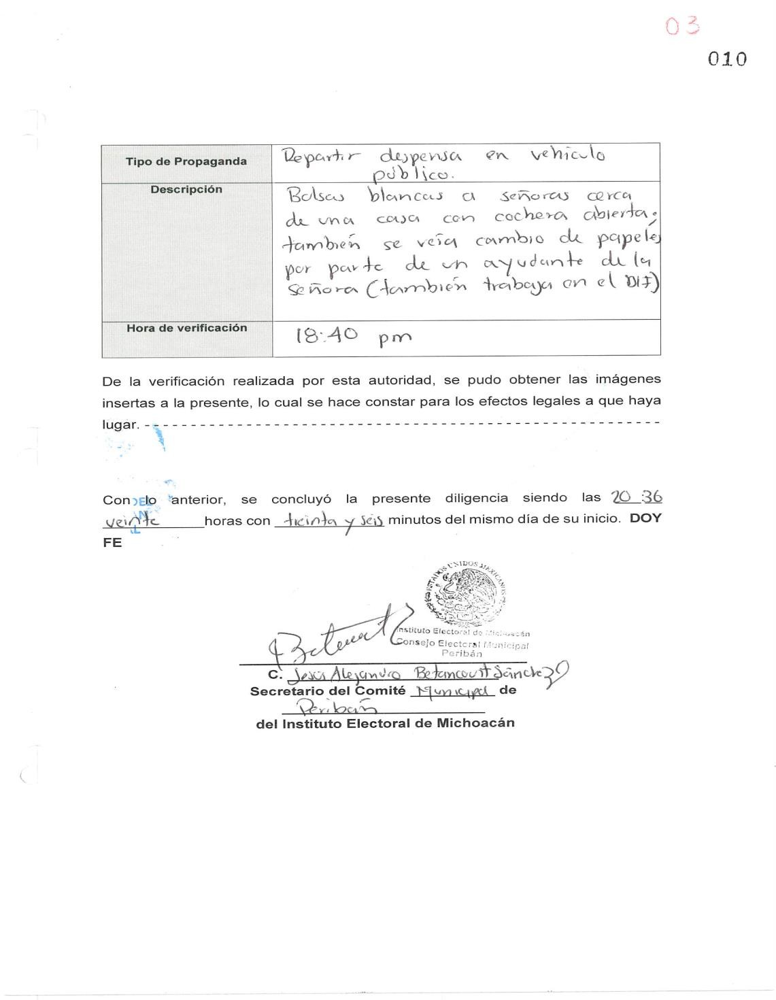 03
010
Tipo de Propaganda
Repartir despensa en vehiculo
público.
Descripción
Bolsas blancas a señoras cerca
de una casa con cochera abierta,
también se veía cambio de papeles
por parte de un ayudante de la
señora (también trabaja en el DIF)
Hora de verificación
18:40 pm
De la verificación realizada por esta autoridad, se pudo obtener las imágenes
insertas a la presente, lo cual se hace constar para los efectos legales a que haya
lugar. - - - - - - - - - - - - - - - - - - - - - - - - - - - - - - - - - - - - - - - - - - - - - - - - - - - - - - -
Con lo anterior, se concluyó la presente diligencia siendo las 20:36
veinte horas con treinta y seis minutos del mismo día de su inicio. DOY
FE
ESTADOS UNIDOS MEXICANOS
Instituto Electoral de Michoacán
Consejo Electoral Municipal
Peribán
C. Jesús Alejandro Betancourt Sánchez
Secretario del Comité Municipal de
Peribán
del Instituto Electoral de Michoacán